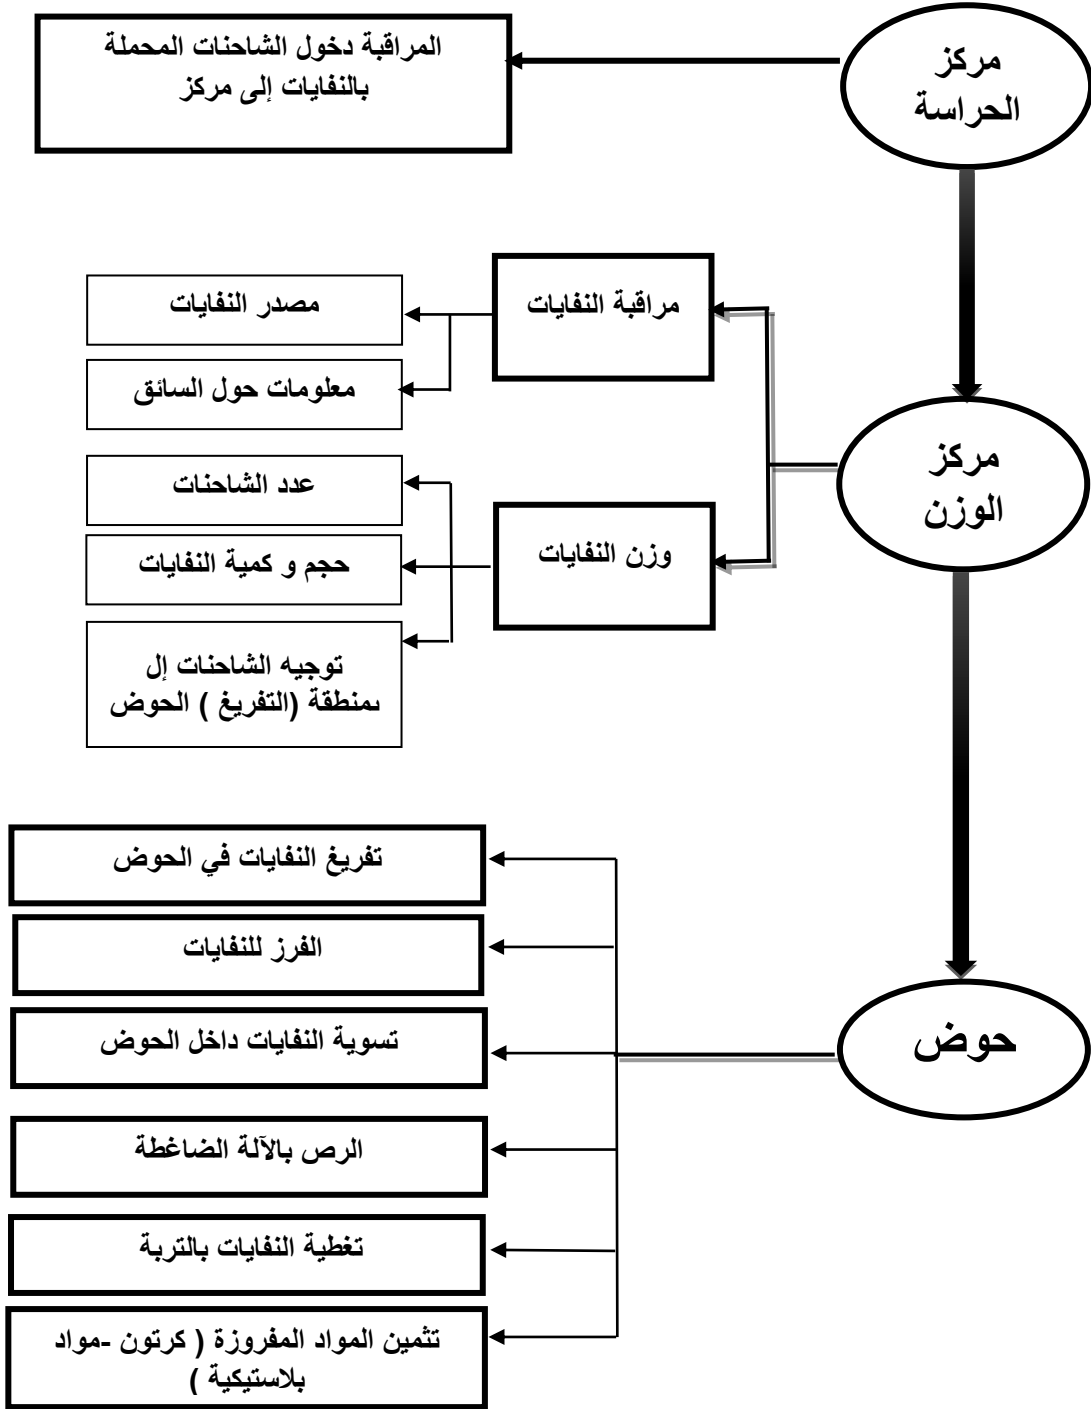 المراقبة دخول الشاحنات المحملة
بالنفايات إلى مركز
مركز
الحراسة
مراقبة النفايات
مصدر النفايات
معلومات حول السائق
مركز
الوزن
وزن النفايات
عدد الشاحنات
حجم و كمية النفايات
توجيه الشاحنات إل
ىمنطقة (التفريغ ) الحوض
حوض
تفريغ النفايات في الحوض
الفرز للنفايات
تسوية النفايات داخل الحوض
الرص بالآلة الضاغطة
تغطية النفايات بالتربة
تثمين المواد المفروزة ( كرتون -مواد
بلاستيكية )